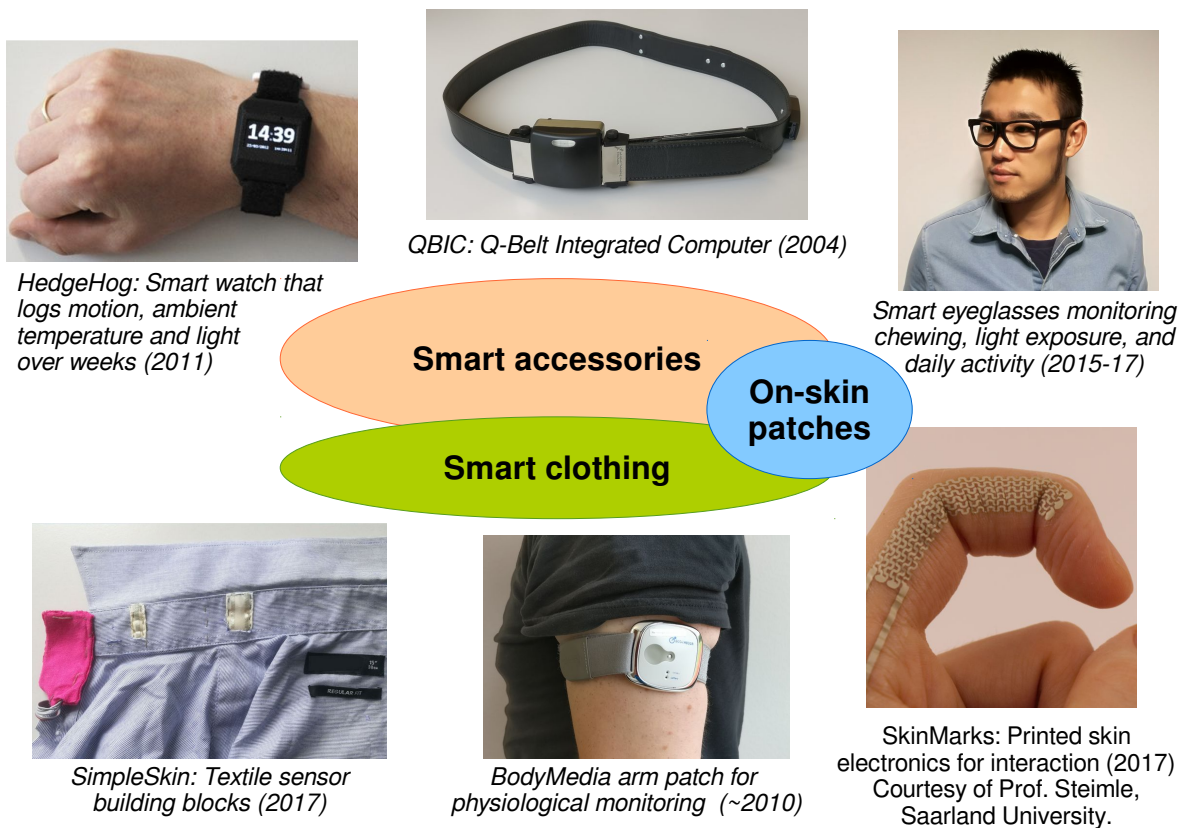 14:39
QBIC: Q-Belt Integrated Computer (2004)
HedgeHog: Smart watch that
logs motion, ambient
temperature and light
over weeks (2011)
Smart eyeglasses monitoring
chewing, light exposure, and
daily activity (2015-17)
Smart accessories
On-skin
patches
Smart clothing
REGULAR FIT
SimpleSkin: Textile sensor
building blocks (2017)
BodyMedia arm patch for
physiological monitoring (~2010)
SkinMarks: Printed skin
electronics for interaction (2017)
Courtesy of Prof. Steimle,
Saarland University.